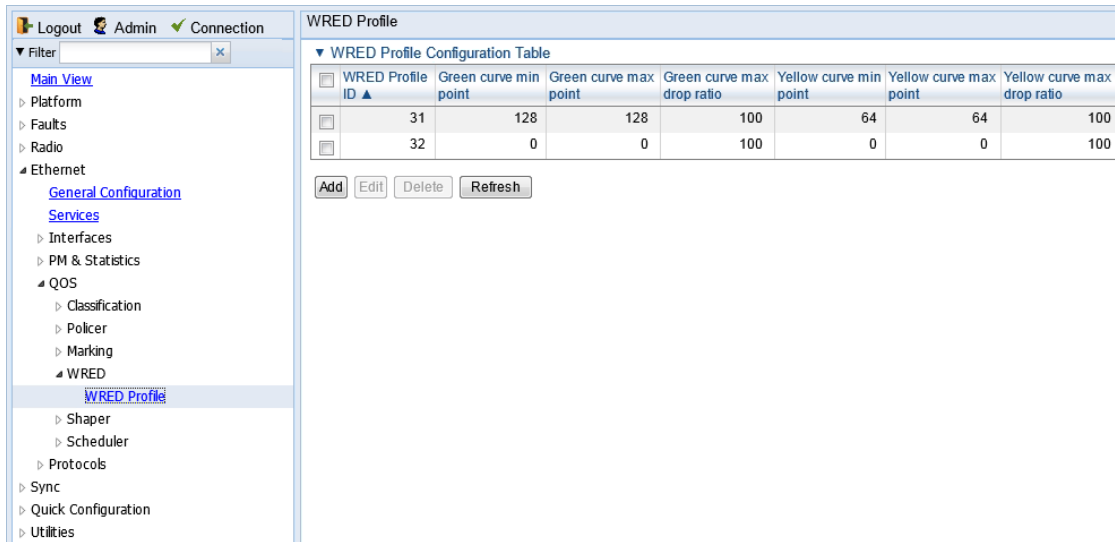 Logout Admin Connection
Filter
Main View
Platform
Faults
Radio
Ethernet
General Configuration
Services
Interfaces
PM & Statistics
QOS
Classification
Policer
Marking
WRED
WRED Profile
Shaper
Scheduler
Protocols
Sync
Quick Configuration
Utilities
WRED Profile
WRED Profile Configuration Table
WRED Profile ID ▲ Green curve min point Green curve max point Green curve max drop ratio Yellow curve min point Yellow curve max point Yellow curve max drop ratio
31 128 128 100 64 64 100
32 0 0 100 0 0 100
Add Edit Delete Refresh